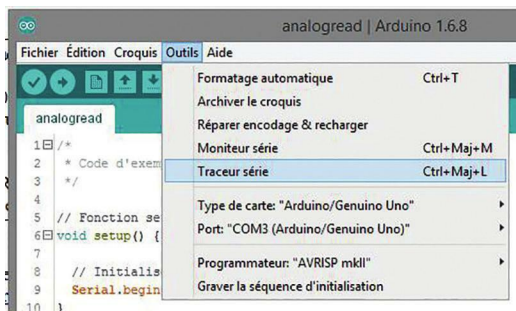 analogread | Arduino 1.6.8
Fichier Édition Croquis Outils Aide
Formatage automatique Ctrl+T
Archiver le croquis
Réparer encodage & recharger
Moniteur série Ctrl+Maj+M
Traceur série Ctrl+Maj+L
Type de carte: "Arduino/Genuino Uno"
Port: "COM3 (Arduino/Genuino Uno)"
Programmateur: "AVRISP mkII"
Graver la séquence d'initialisation
analogread
1 /*
2 * Code d'exem
3 */
4
5 // Fonction se
6 void setup() {
7
8 // Initialis
9 Serial.begin
10 }